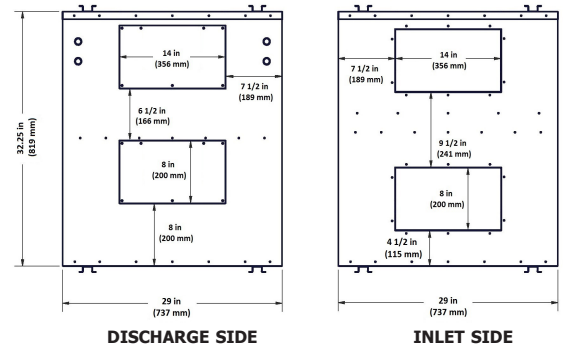 14 in
(356 mm)
7 1/2 in
(189 mm)
6 1/2 in
(166 mm)
32.25 in
(819 mm)
8 in
(200 mm)
8 in
(200 mm)
29 in
(737 mm)
DISCHARGE SIDE
14 in
(356 mm)
7 1/2 in
(189 mm)
9 1/2 in
(241 mm)
8 in
(200 mm)
4 1/2 in
(115 mm)
29 in
(737 mm)
INLET SIDE